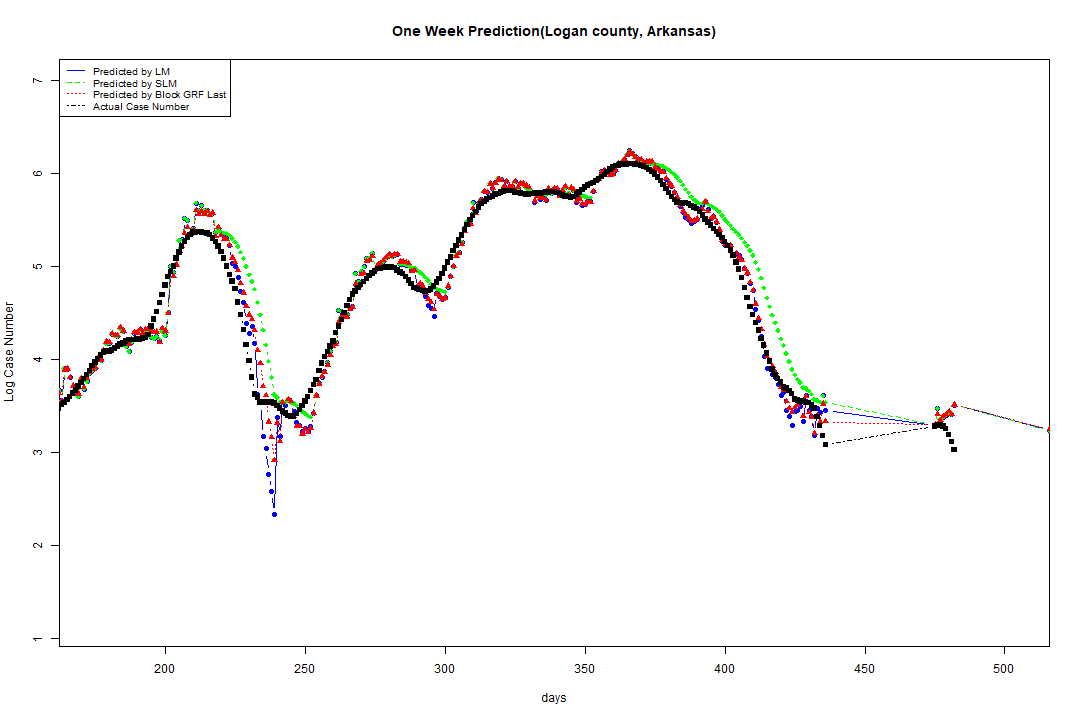 One Week Prediction(Logan county, Arkansas)
Predicted by LM
Predicted by SLM
Predicted by Block GRF Last
Actual Case Number
Log Case Number
7
6
5
4
3
2
1
200 250 300 350 400 450 500
days